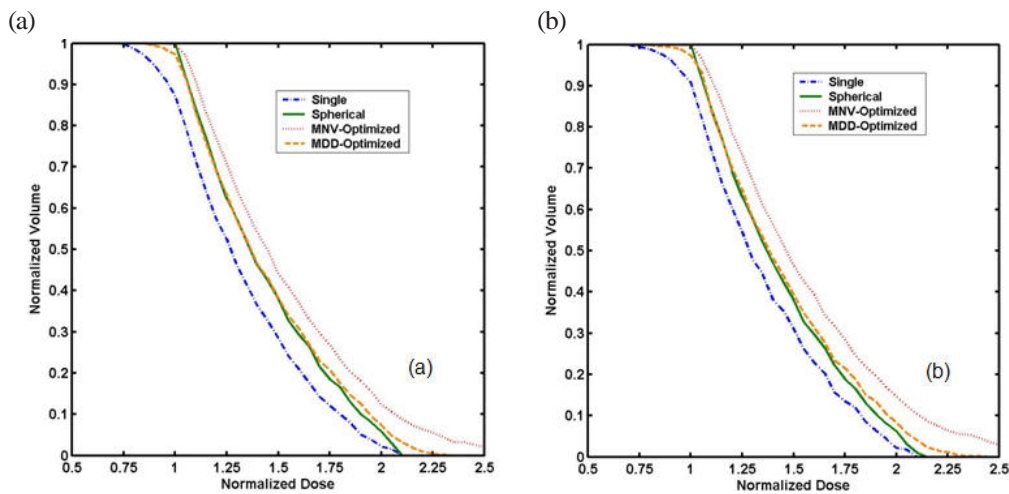 (a)
1
0.9
0.8
0.7
0.6
0.5
0.4
0.3
0.2
0.1
0
Normalized Volume
Single
Spherical
MNV-Optimized
MDD-Optimized
(a)
0.5 0.75 1 1.25 1.5 1.75 2 2.25 2.5
Normalized Dose
(b)
1
0.9
0.8
0.7
0.6
0.5
0.4
0.3
0.2
0.1
0
Normalized Volume
Single
Spherical
MNV-Optimized
MDD-Optimized
(b)
0.5 0.75 1 1.25 1.5 1.75 2 2.25 2.5
Normalized Dose